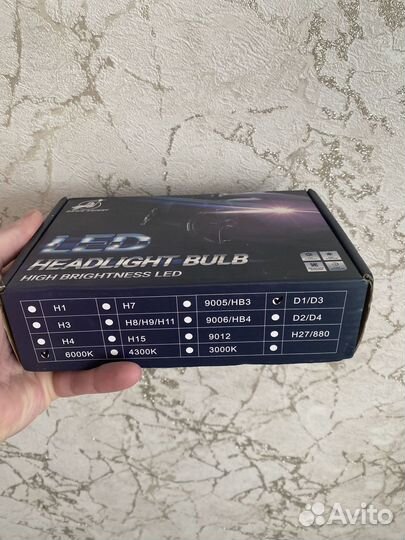 LED
HEADLIGHT BULB
HIGH BRIGHTNESS LED
H1 H7 9005/HB3 D1/D3
H3 H8/H9/H11 9006/HB4 D2/D4
H4 H15 9012 H27/880
6000K 4300K 3000K
Avito